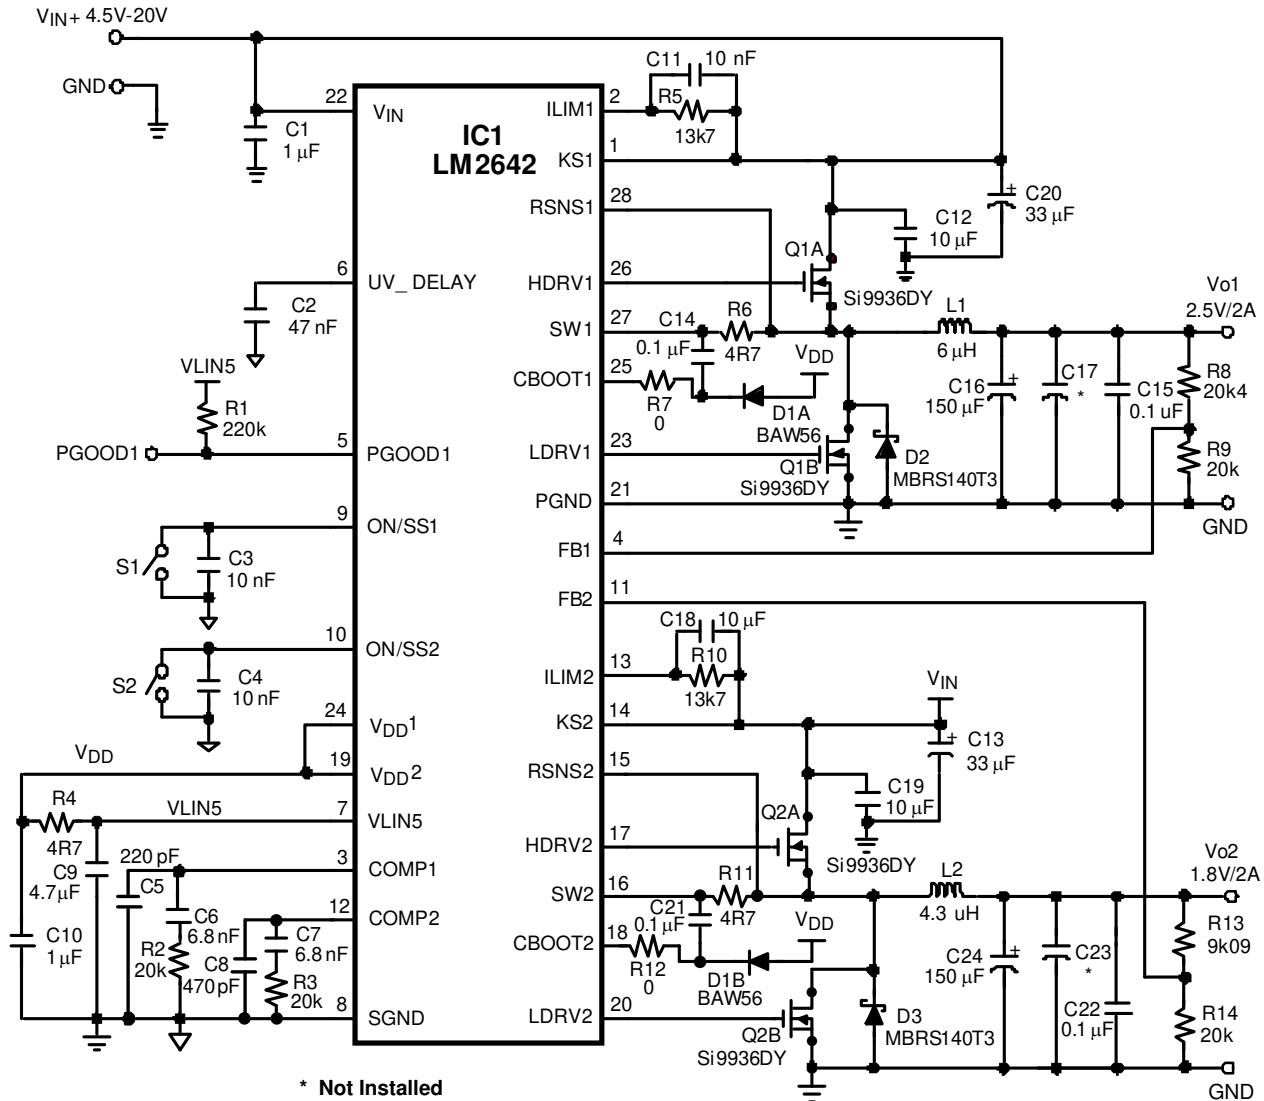 VIN+ 4.5V-20V
GND
C1
1 μF
22
VIN
IC1
LM2642
ILIM1
2
C11
10 nF
R5
13k7
KS1
1
RSNS1
28
C20
33 μF
C12
10 μF
6
UV_ DELAY
C2
47 nF
HDRV1
26
Q1A
Si9936DY
SW1
27
C14
0.1 μF
R6
4R7
VDD
L1
6 μH
Vo1
2.5V/2A
VLIN5
R1
220k
CBOOT1
25
R7
0
D1A
BAW56
C16
150 μF
C17
*
C15
0.1 uF
R8
20k4
PGOOD1
5
PGOOD1
LDRV1
23
Q1B
Si9936DY
D2
MBRS140T3
R9
20k
PGND
21
GND
9
ON/SS1
S1
C3
10 nF
FB1
4
FB2
11
10
ON/SS2
S2
C4
10 nF
C18
10 μF
R10
13k7
ILIM2
13
VIN
24
VDD1
KS2
14
C13
33 μF
VDD
19
VDD2
RSNS2
15
C19
10 μF
R4
4R7
VLIN5
7
VLIN5
Q2A
HDRV2
17
Si9936DY
220 pF
3
COMP1
C9
4.7μF
C5
SW2
16
C21
0.1 μF
R11
4R7
VDD
L2
4.3 uH
Vo2
1.8V/2A
12
COMP2
C6
6.8 nF
C7
6.8 nF
CBOOT2
18
R12
0
D1B
BAW56
C10
1 μF
R2
20k
C8
470 pF
R3
20k
C24
150 μF
C23
*
C22
0.1 μF
R13
9k09
R14
20k
8
SGND
LDRV2
20
Q2B
Si9936DY
D3
MBRS140T3
GND
* Not Installed